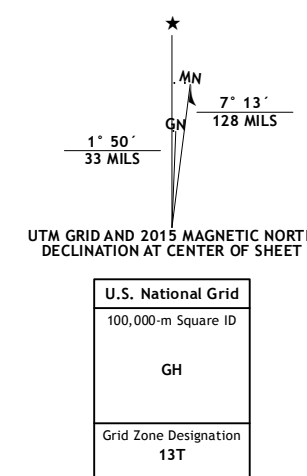 ★
MN
GN
7° 13´
128 MILS
1° 50´
33 MILS
UTM GRID AND 2015 MAGNETIC NORTH
DECLINATION AT CENTER OF SHEET
U.S. National Grid
100,000-m Square ID
GH
Grid Zone Designation
13T